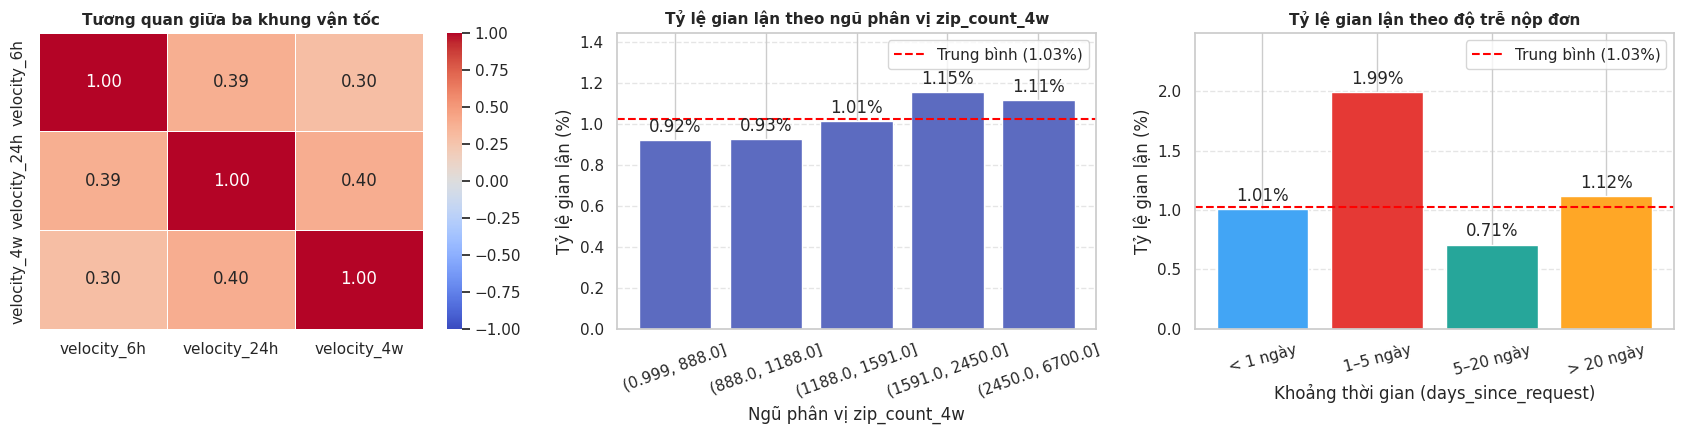 Tương quan giữa ba khung vận tốc
velocity_6h
velocity_24h
velocity_4w
1.00 0.39 0.30
0.39 1.00 0.40
0.30 0.40 1.00
velocity_6h velocity_24h velocity_4w
1.00
0.75
0.50
0.25
0.00
−0.25
−0.50
−0.75
−1.00
Tỷ lệ gian lận theo ngũ phân vị zip_count_4w
Trung bình (1.03%)
Tỷ lệ gian lận (%)
1.4
1.2
1.0
0.8
0.6
0.4
0.2
0.0
0.92% 0.93% 1.01% 1.15% 1.11%
(0.999, 888.0] (888.0, 1188.0] (1188.0, 1591.0] (1591.0, 2450.0] (2450.0, 6700.0]
Ngũ phân vị zip_count_4w
Tỷ lệ gian lận theo độ trễ nộp đơn
Trung bình (1.03%)
Tỷ lệ gian lận (%)
2.0
1.5
1.0
0.5
0.0
1.01% 1.99% 0.71% 1.12%
< 1 ngày 1–5 ngày 5–20 ngày > 20 ngày
Khoảng thời gian (days_since_request)